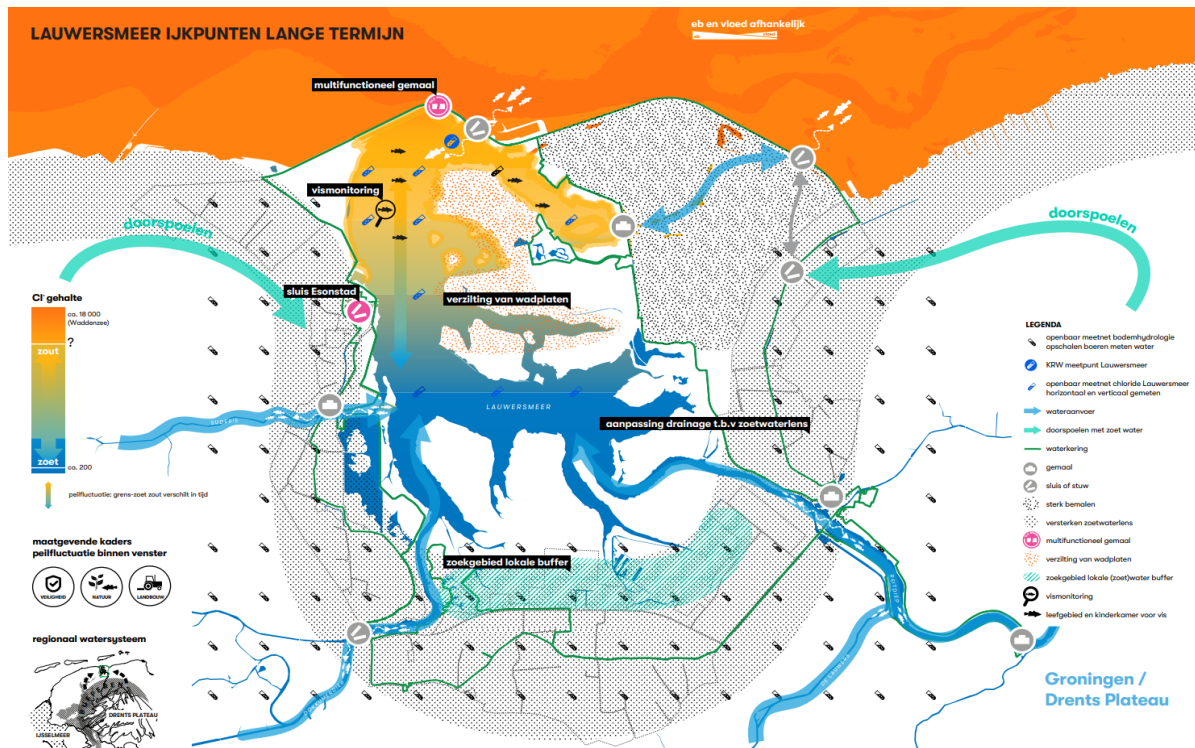 LAUWERSMEER IJKPUNTEN LANGE TERMIJN
eb en vloed afhankelijk
multifunctioneel gemaal
vismonitoring
doorspoelen
doorspoelen
sluis Esonstad
verzilting van wadplaten
LAUWERSMEER
aanpassing drainage t.b.v zoetwaterlens
zoekgebied lokale buffer
Cl⁻ gehalte
ca. 18 000
(Waddenzee)
?
zout
zoet
ca. 200
peilfluctuatie: grens-zoet zout verschilt in tijd
maatgevende kaders
peilfluctuatie binnen venster
VEILIGHEID
NATUUR
LANDBOUW
regionaal watersysteem
DRENTS PLATEAU
IJSSELMEER
LEGENDA
openbaar meetnet bodemhydrologie
opschalen boeren meten water
KRW meetpunt Lauwersmeer
openbaar meetnet chloride Lauwersmeer
horizontaal en verticaal gemeten
wateraanvoer
doorspoelen met zoet water
waterkering
gemaal
sluis of stuw
sterk bemalen
versterken zoetwaterlens
multifunctioneel gemaal
verzilting van wadplaten
zoekgebied lokale (zoet)water buffer
vismonitoring
leefgebied en kinderkamer voor vis
Groningen /
Drents Plateau